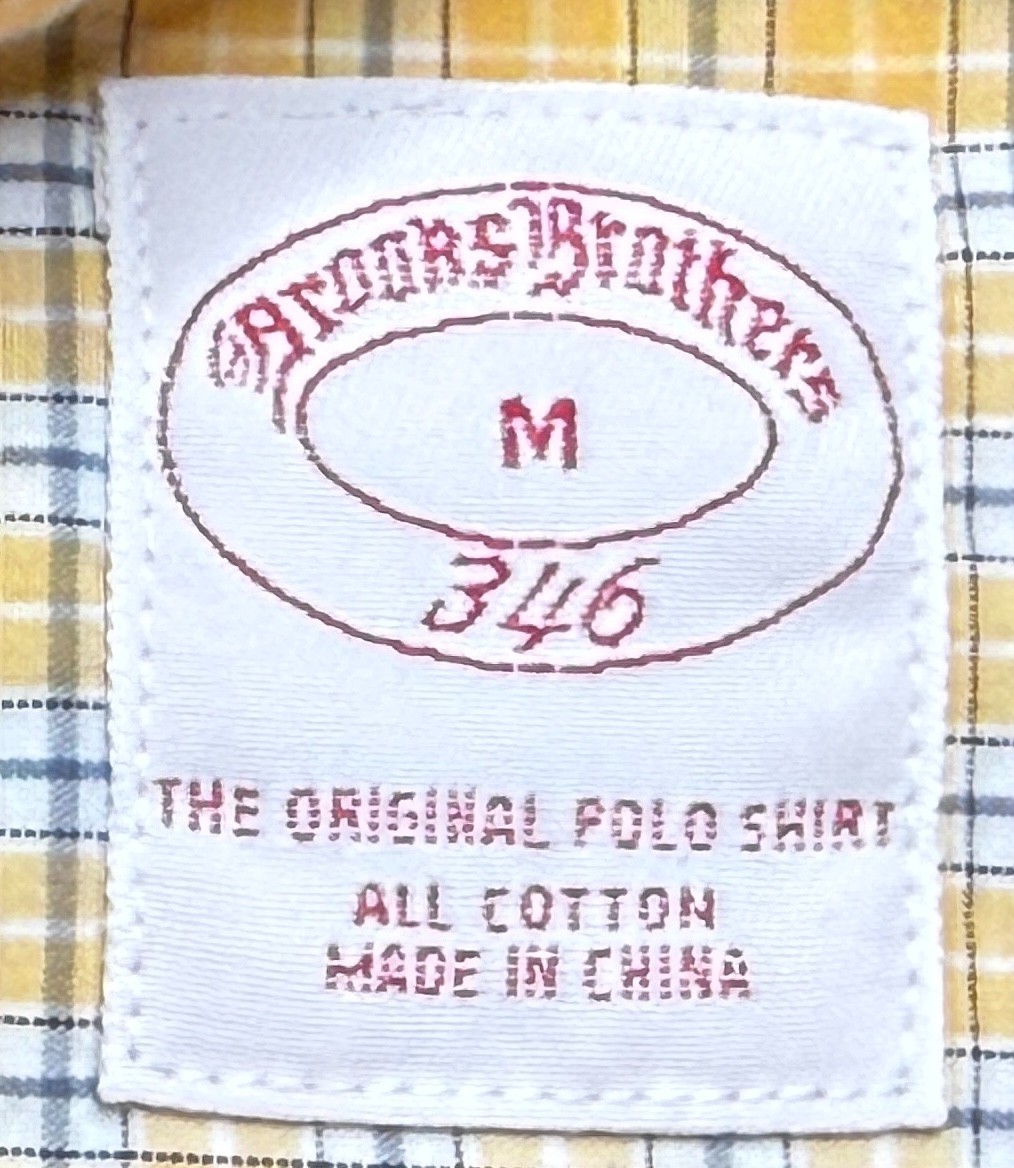 Brooks Brothers
M
346
THE ORIGINAL POLO SHIRT
ALL COTTON
MADE IN CHINA